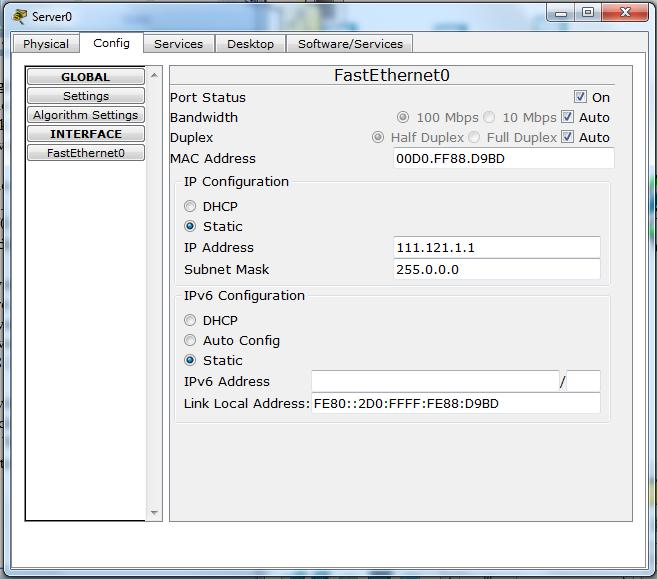 Server0
Physical Config Services Desktop Software/Services
GLOBAL
Settings
Algorithm Settings
INTERFACE
FastEthernet0
FastEthernet0
Port Status On
Bandwidth 100 Mbps 10 Mbps Auto
Duplex Half Duplex Full Duplex Auto
MAC Address 00D0.FF88.D9BD
IP Configuration
DHCP
Static
IP Address 111.121.1.1
Subnet Mask 255.0.0.0
IPv6 Configuration
DHCP
Auto Config
Static
IPv6 Address /
Link Local Address: FE80::2D0:FFFF:FE88:D9BD